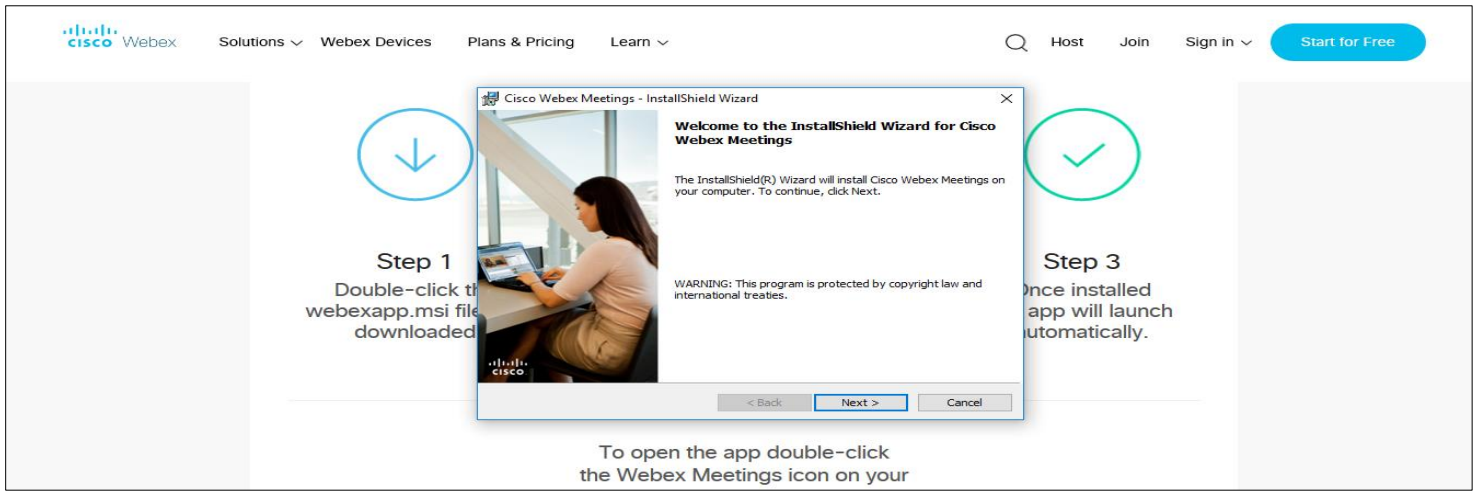 CISCO Webex Solutions Webex Devices Plans & Pricing Learn Host Join Sign in Start for Free
Cisco Webex Meetings - InstallShield Wizard
Welcome to the InstallShield Wizard for Cisco
Webex Meetings
The InstallShield(R) Wizard will install Cisco Webex Meetings on
your computer. To continue, click Next.
WARNING: This program is protected by copyright law and
international treaties.
CISCO
< Back Next > Cancel
Step 1
Double-click
webexapp.msi
downloaded
Step 3
installed
app will launch
To open the app double-click
the Webex Meetings icon on your